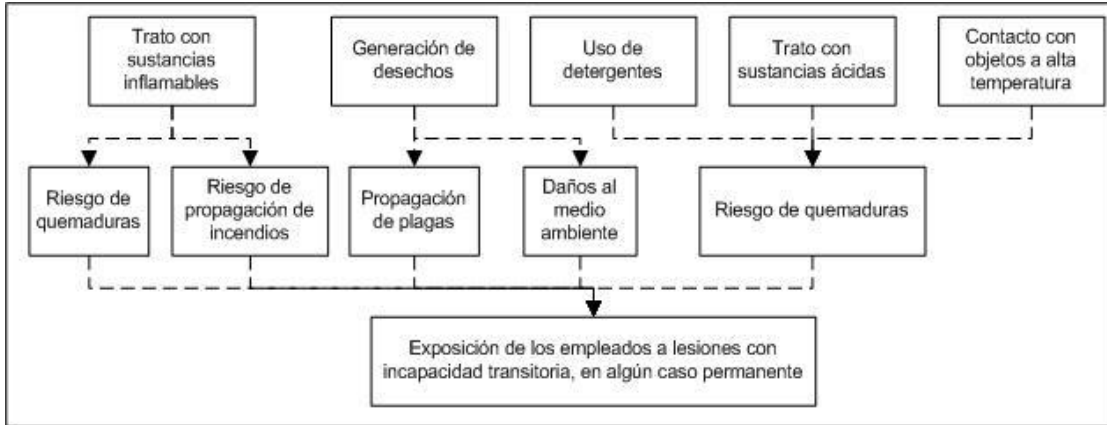 Trato con
sustancias
inflamables
Generación de
desechos
Uso de
detergentes
Trato con
sustancias ácidas
Contacto con
objetos a alta
temperatura
Riesgo de
quemaduras
Riesgo de
propagación de
incendios
Propagación
de plagas
Daños al
medio
ambiente
Riesgo de quemaduras
Exposición de los empleados a lesiones con
incapacidad transitoria, en algún caso permanente